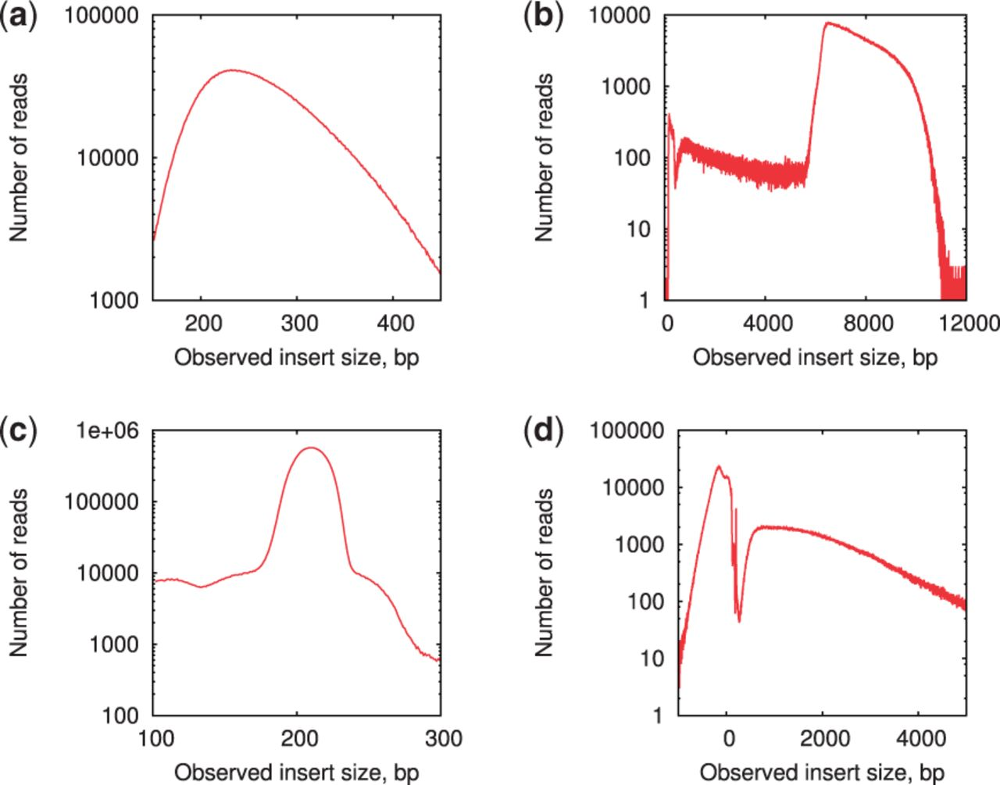 (a)
100000
10000
1000
Number of reads
200 300 400
Observed insert size, bp
(b)
10000
1000
100
10
1
Number of reads
0 4000 8000 12000
Observed insert size, bp
(c)
1e+06
100000
10000
1000
100
Number of reads
100 200 300
Observed insert size, bp
(d)
100000
10000
1000
100
10
1
Number of reads
0 2000 4000
Observed insert size, bp